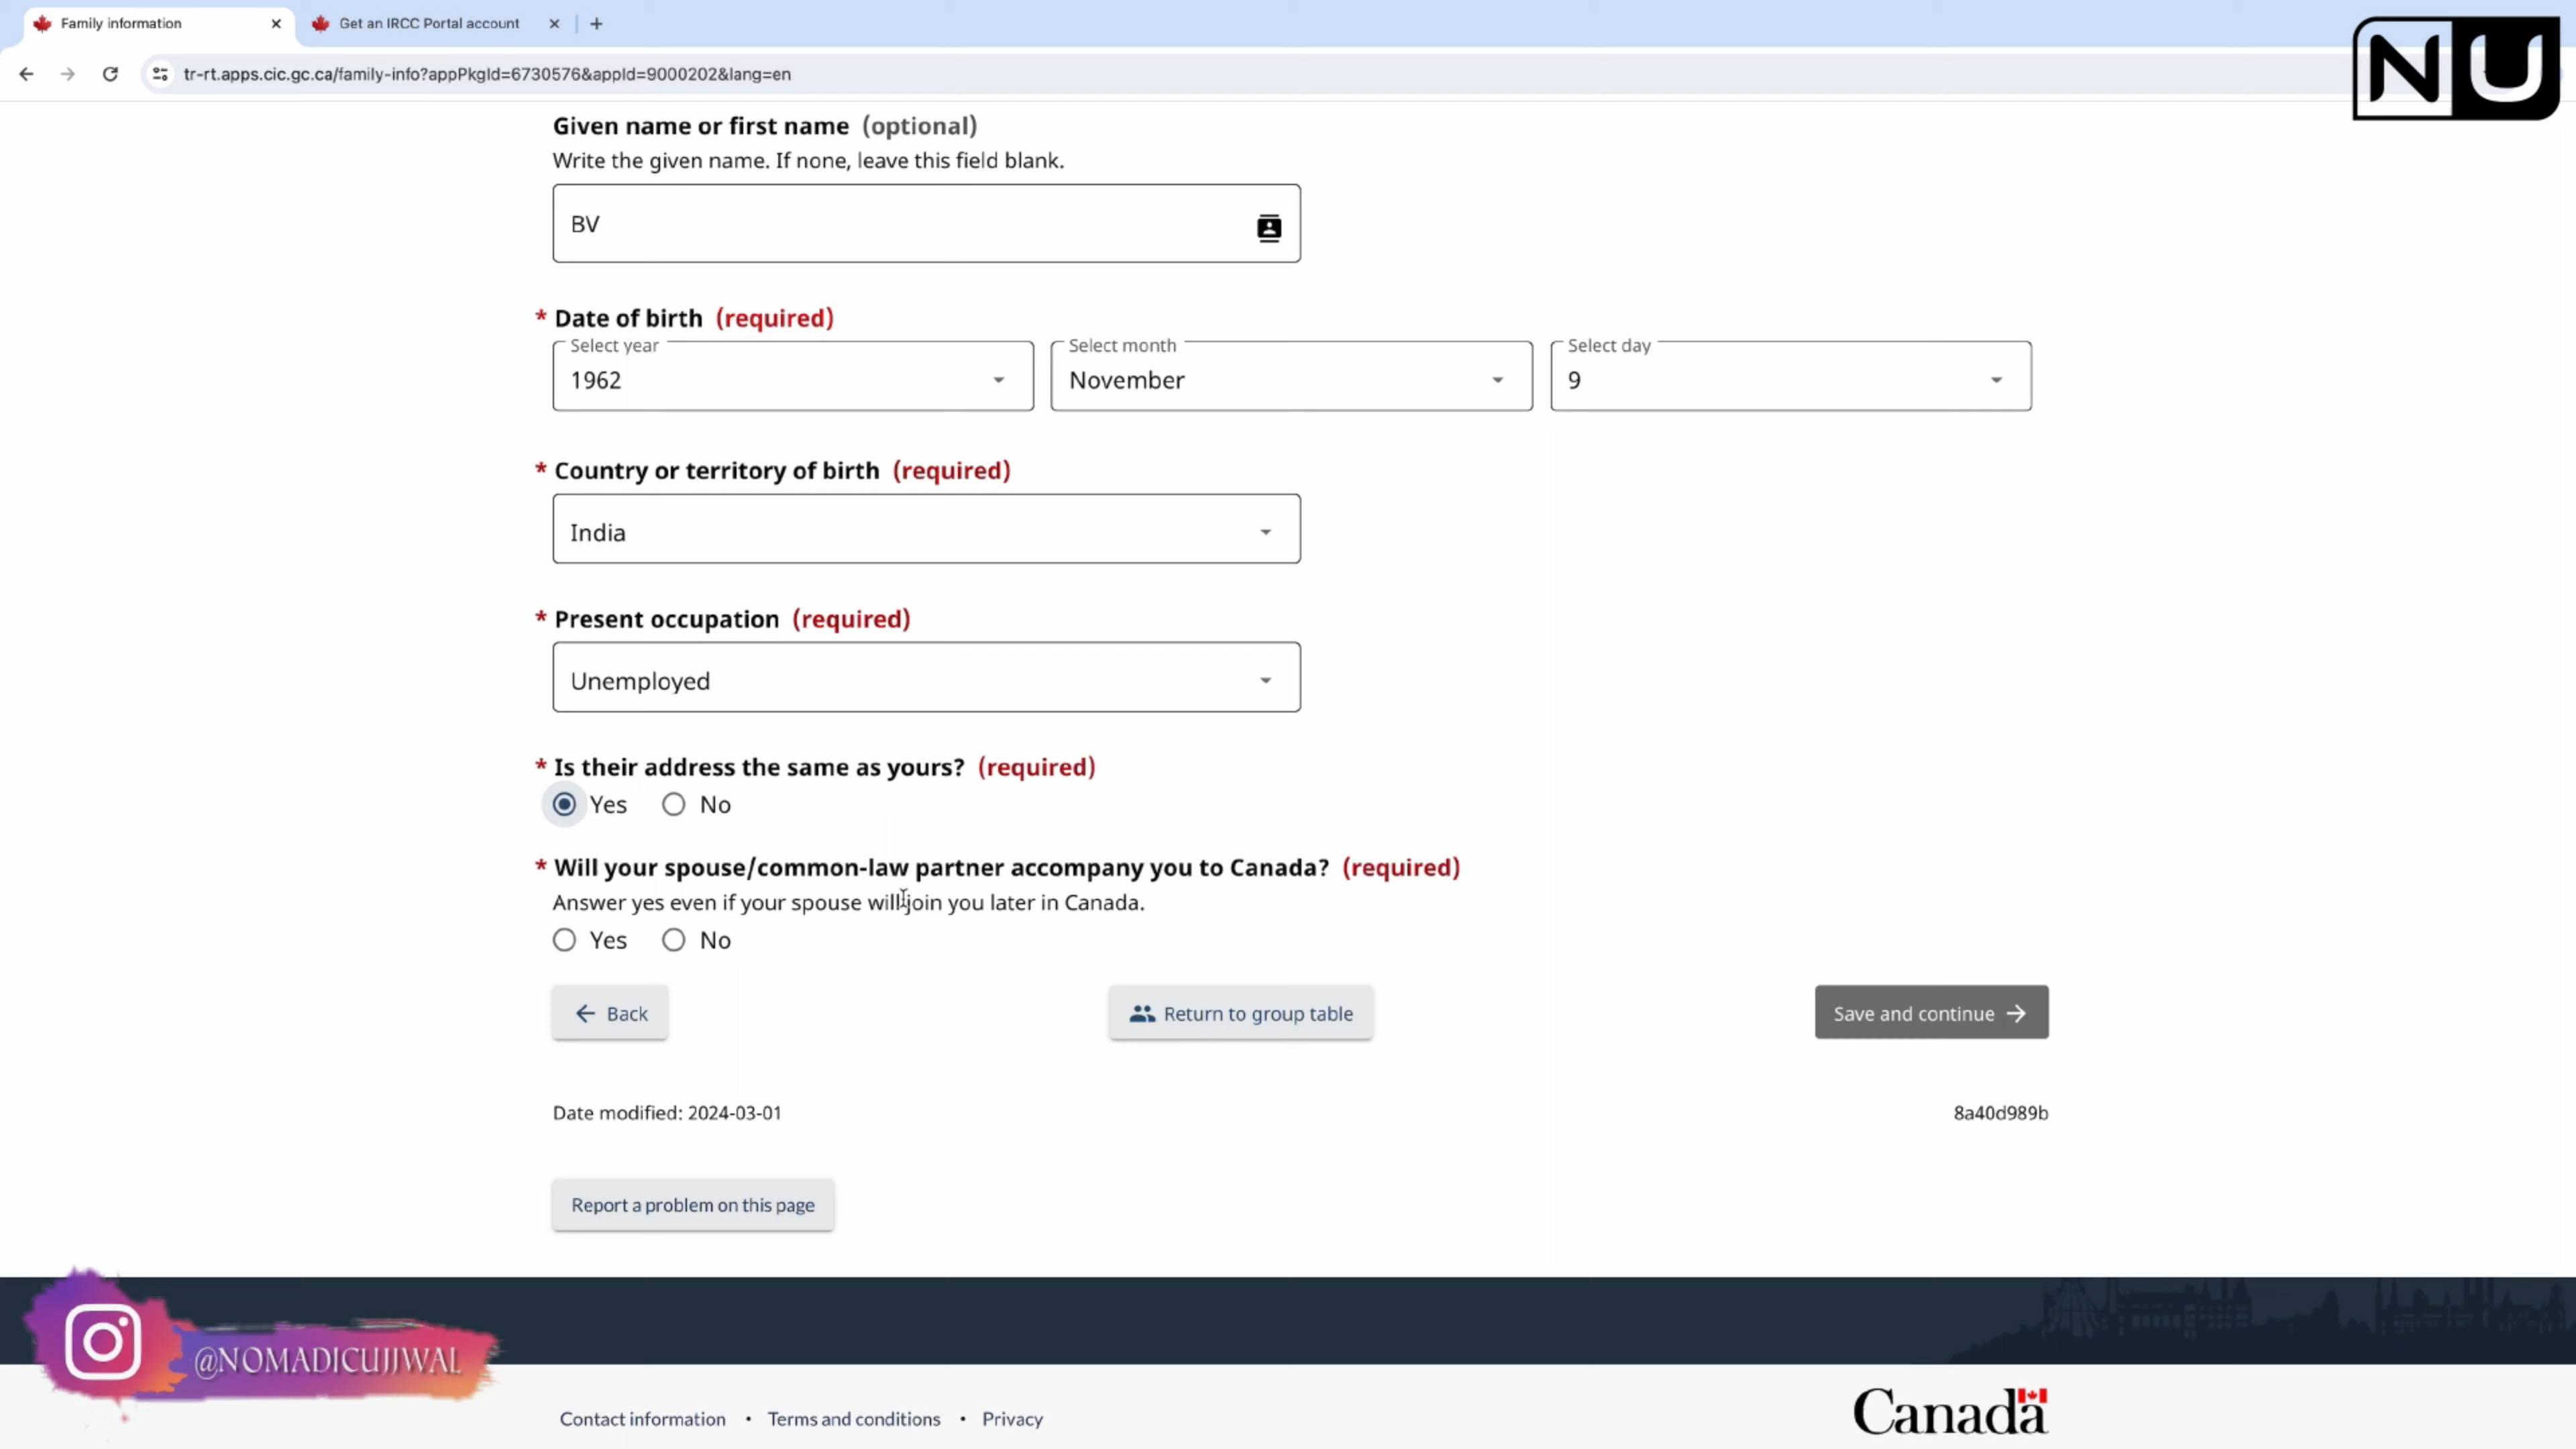 Family information
Get an IRCC Portal account
tr-rt.apps.cic.gc.ca/family-info?appPkgId=6730576&appId=9000202&lang=en
NU
Given name or first name (optional)
Write the given name. If none, leave this field blank.
BV
* Date of birth (required)
Select year Select month Select day
1962 November 9
* Country or territory of birth (required)
India
* Present occupation (required)
Unemployed
* Is their address the same as yours? (required)
Yes No
* Will your spouse/common-law partner accompany you to Canada? (required)
Answer yes even if your spouse will join you later in Canada.
Yes No
Back Return to group table Save and continue
Date modified: 2024-03-01 8a40d989b
Report a problem on this page
@NOMADICUJJWAL
Contact information • Terms and conditions • Privacy
Canada